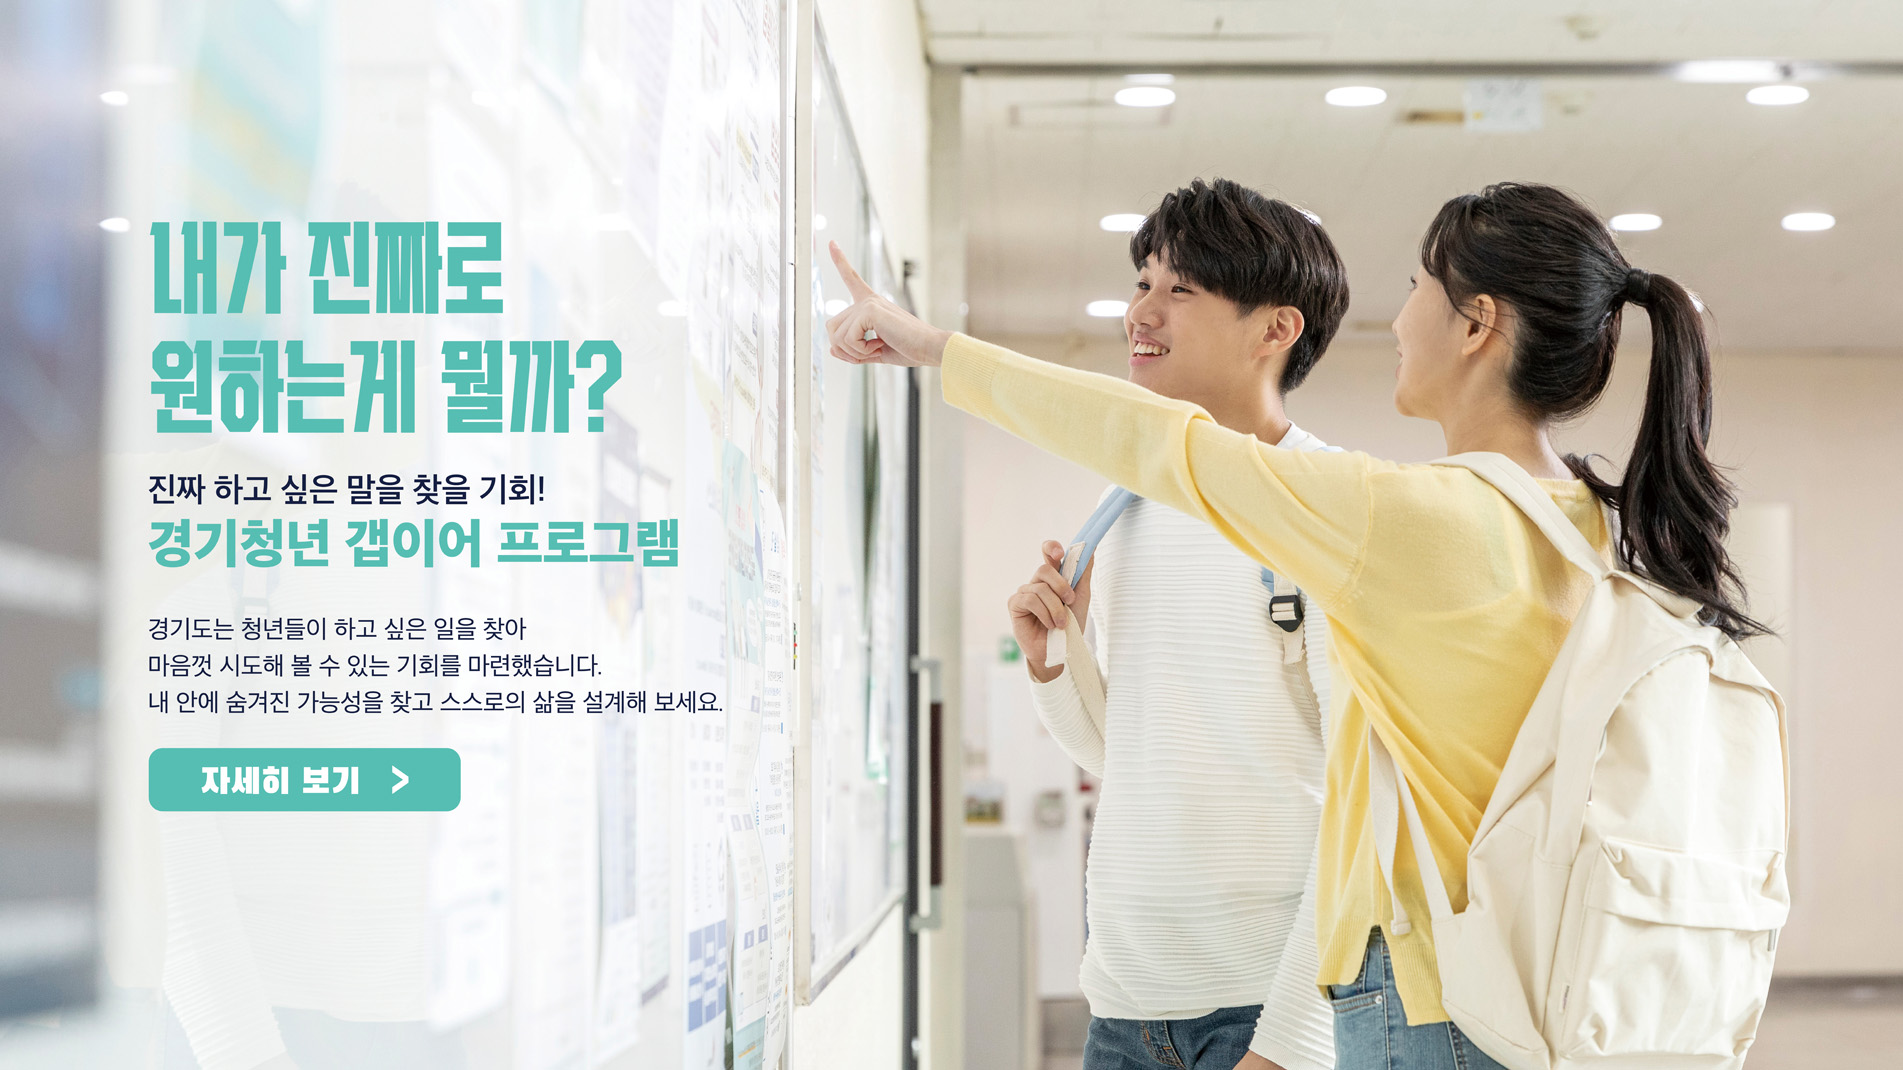 내가 진짜로
원하는게 뭘까?
진짜 하고 싶은 말을 찾을 기회!
경기청년 갭이어 프로그램
경기도는 청년들이 하고 싶은 일을 찾아
마음껏 시도해 볼 수 있는 기회를 마련했습니다.
내 안에 숨겨진 가능성을 찾고 스스로의 삶을 설계해 보세요.
자세히 보기 >